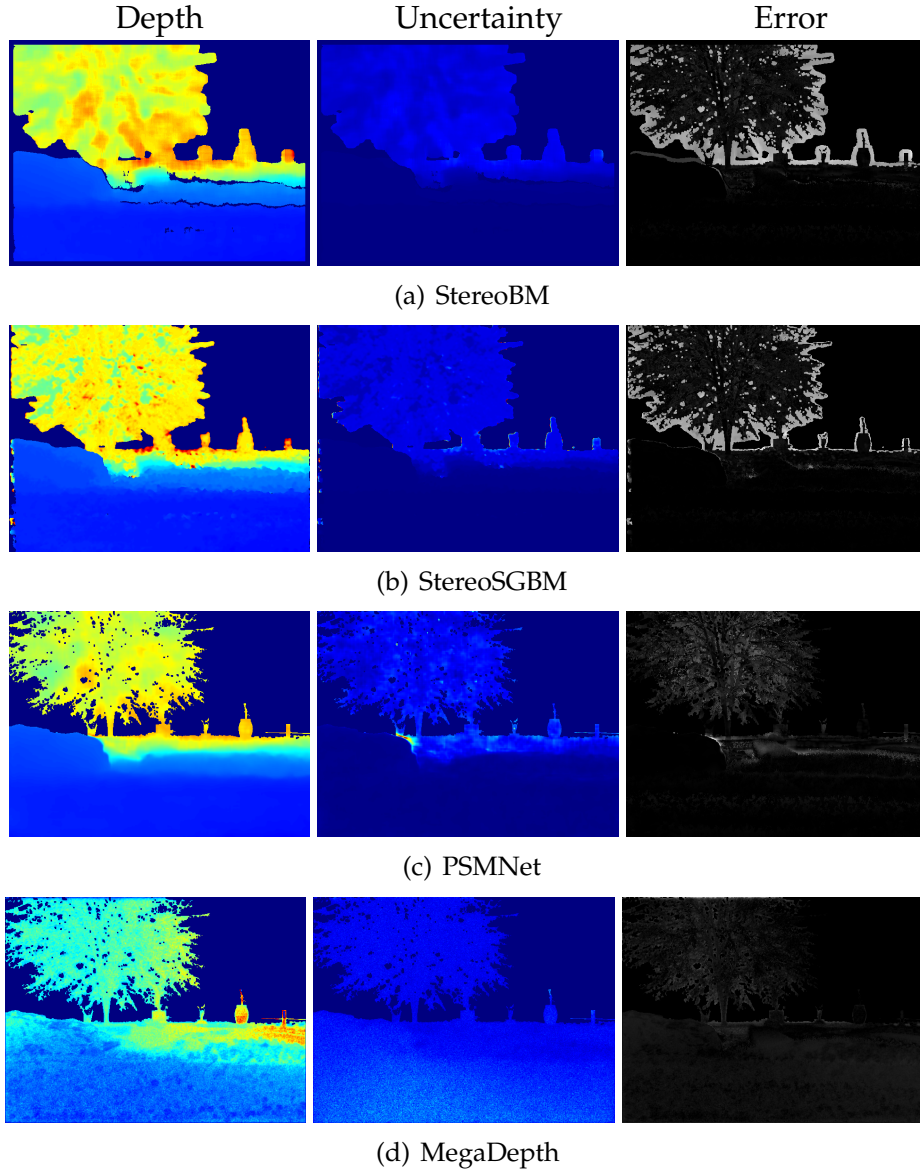 Depth Uncertainty Error
(a) StereoBM
(b) StereoSGBM
(c) PSMNet
(d) MegaDepth